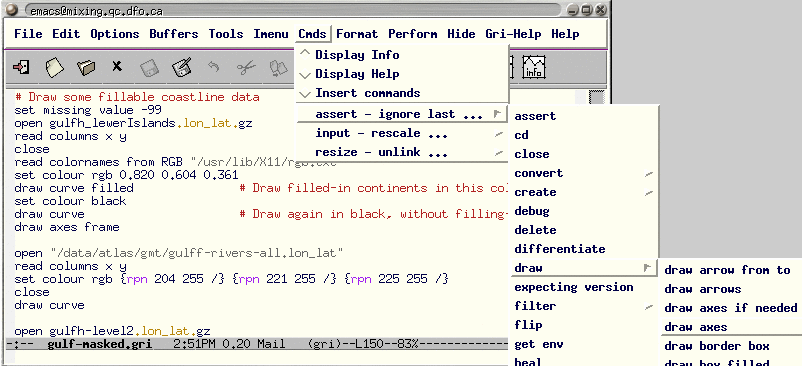 emacs@mixing.qc.dfo.ca
File Edit Options Buffers Tools Imenu Cmds Format Perform Hide Gri-Help Help
Display Info
Display Help
Insert commands
assert - ignore last ...
input - rescale ...
resize - unlink ...
info
# Draw some fillable coastline data
set missing value -99
open gulfh_lewerIslands.lon_lat.gz
read columns x y
close
read colornames from RGB "/usr/lib/X11/rgb.txt
set colour rgb 0.820 0.604 0.361
draw curve filled # Draw filled-in continents in this co
set colour black
draw curve # Draw again in black, without filling-
draw axes frame
open "/data/atlas/gmt/gulff-rivers-all.lon_lat"
read columns x y
set colour rgb {rpn 204 255 /} {rpn 221 255 /} {rpn 225 255 /}
close
draw curve
open gulfh-level2.lon_lat.gz
-:-- gulf-masked.gri 2:51PM 0.20 Mail (gri)--L150--83%------------
assert
cd
close
convert
create
debug
delete
differentiate
draw
expecting version
filter
flip
get env
heal
draw arrow from to
draw arrows
draw axes if needed
draw axes
draw border box
draw box filled